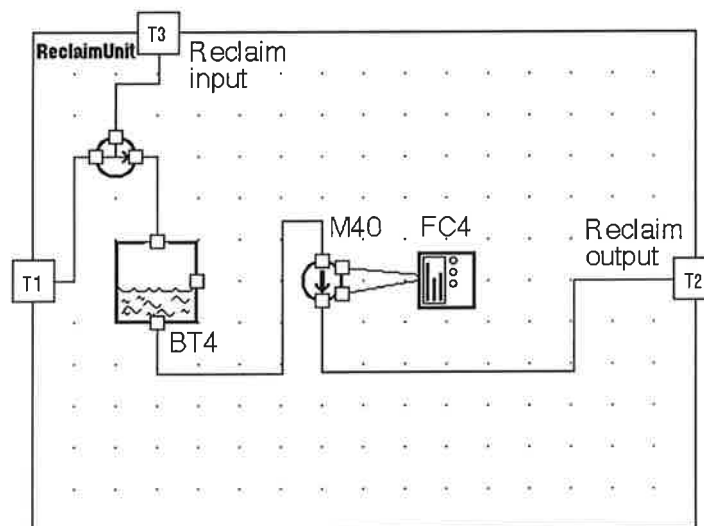 T3
ReclaimUnit
Reclaim
input
M40
FC4
Reclaim
output
T1
T2
BT4